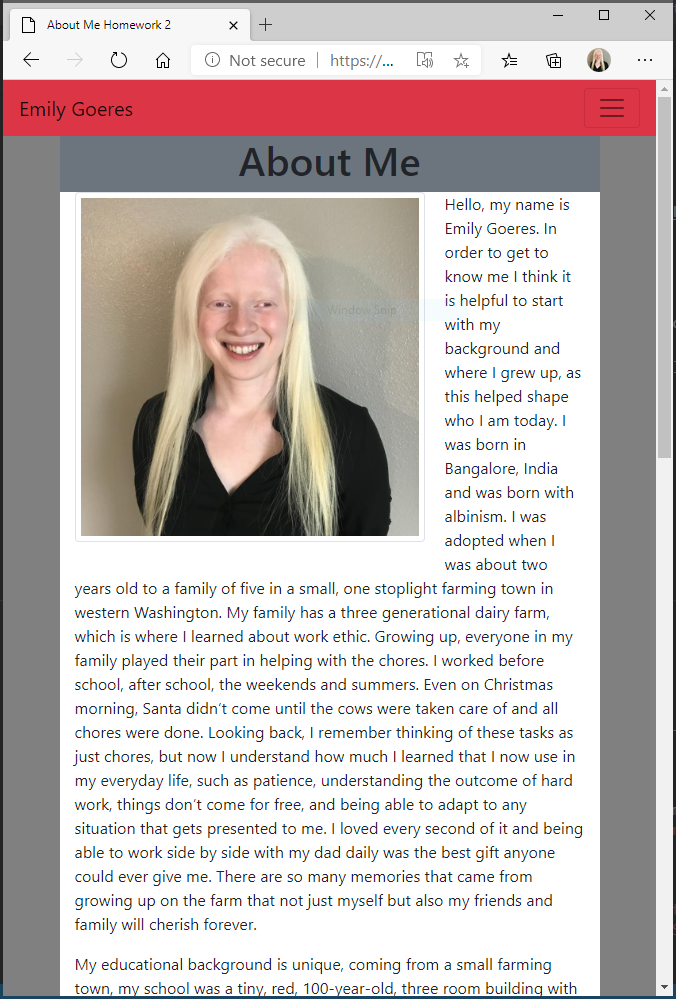 About Me Homework 2
Not secure
https://...
Emily Goeres
About Me
Window Snip
Hello, my name is
Emily Goeres. In
order to get to
know me I think it
is helpful to start
with my
background and
where I grew up, as
this helped shape
who I am today. I
was born in
Bangalore, India
and was born with
albinism. I was
adopted when I
was about two
years old to a family of five in a small, one stoplight farming town in
western Washington. My family has a three generational dairy farm,
which is where I learned about work ethic. Growing up, everyone in my
family played their part in helping with the chores. I worked before
school, after school, the weekends and summers. Even on Christmas
morning, Santa didn’t come until the cows were taken care of and all
chores were done. Looking back, I remember thinking of these tasks as
just chores, but now I understand how much I learned that I now use in
my everyday life, such as patience, understanding the outcome of hard
work, things don’t come for free, and being able to adapt to any
situation that gets presented to me. I loved every second of it and being
able to work side by side with my dad daily was the best gift anyone
could ever give me. There are so many memories that came from
growing up on the farm that not just myself but also my friends and
family will cherish forever.
My educational background is unique, coming from a small farming
town, my school was a tiny, red, 100-year-old, three room building with